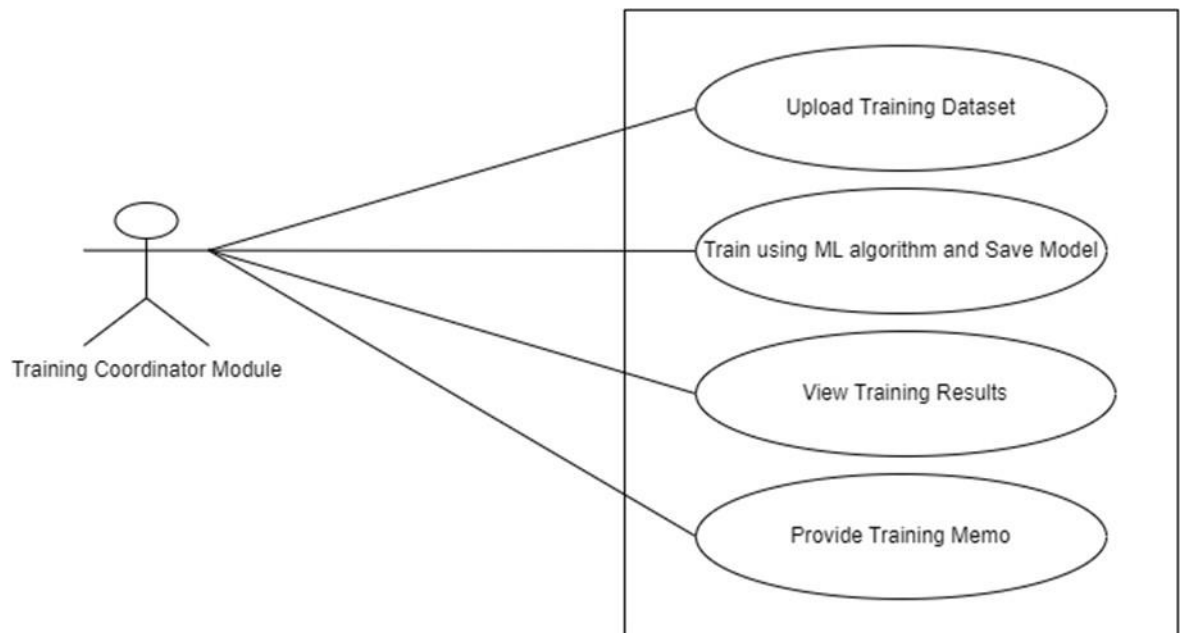 Upload Training Dataset
Train using ML algorithm and Save Model
Training Coordinator Module
View Training Results
Provide Training Memo